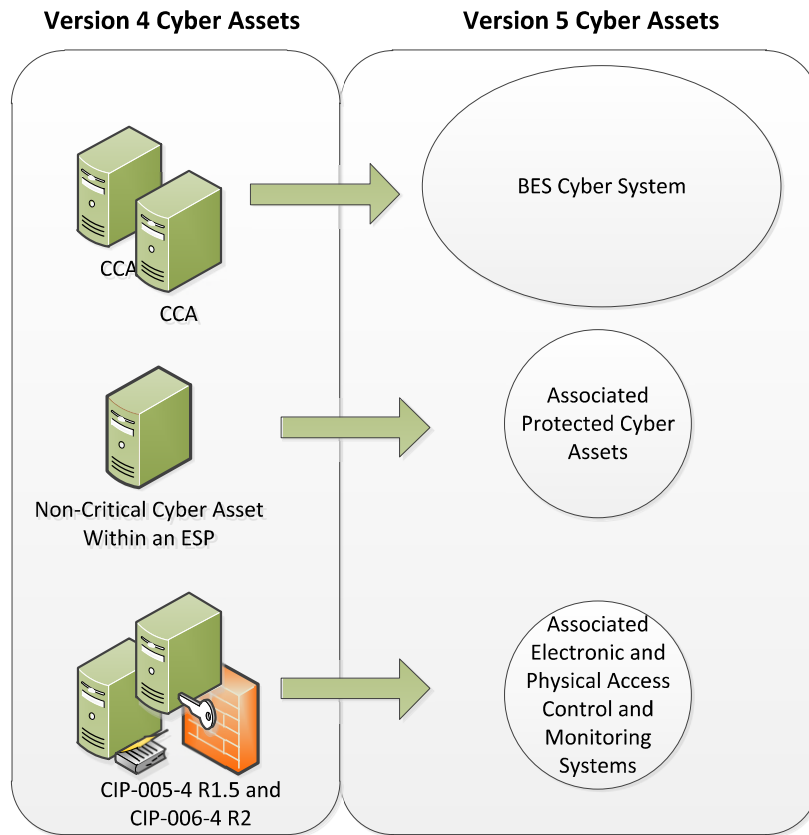 Version 4 Cyber Assets
Version 5 Cyber Assets
CCA
CCA
BES Cyber System
Non-Critical Cyber Asset
Within an ESP
Associated
Protected Cyber
Assets
CIP-005-4 R1.5 and
CIP-006-4 R2
Associated
Electronic and
Physical Access
Control and
Monitoring
Systems